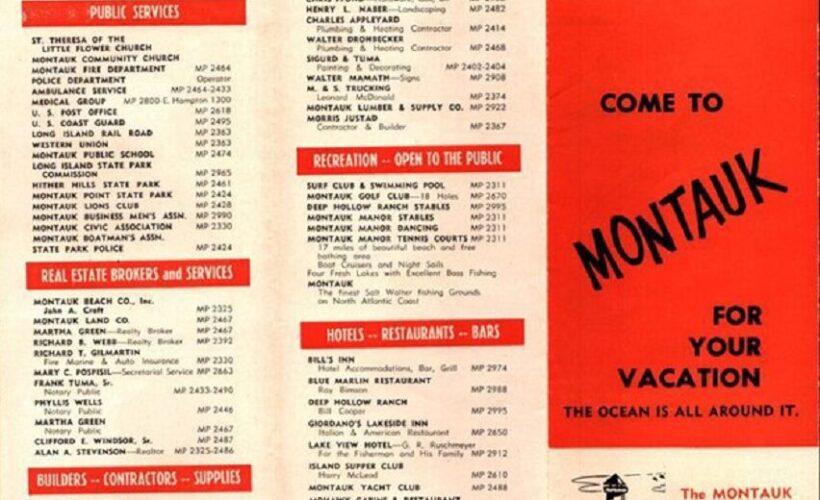 PUBLIC SERVICES
ST. THERESA OF THE
LITTLE FLOWER CHURCH
MONTAUK COMMUNITY CHURCH
MONTAUK FIRE DEPARTMENT MP 2464
POLICE DEPARTMENT Operator
AMBULANCE SERVICE MP 2464-2433
MEDICAL GROUP MP 2800-E. Hampton 1300
U. S. POST OFFICE MP 2618
U. S. COAST GUARD MP 2495
LONG ISLAND RAIL ROAD MP 2363
WESTERN UNION MP 2363
MONTAUK PUBLIC SCHOOL MP 2474
LONG ISLAND STATE PARK
COMMISSION MP 2965
HITHER HILLS STATE PARK MP 2461
MONTAUK POINT STATE PARK MP 2424
MONTAUK LIONS CLUB MP 2428
MONTAUK BUSINESS MEN'S ASSN. MP 2990
MONTAUK CIVIC ASSOCIATION MP 2330
MONTAUK BOATMAN'S ASSN.
STATE PARK POLICE MP 2424
REAL ESTATE BROKERS and SERVICES
MONTAUK BEACH CO., Inc.
John A. Craft MP 2325
MONTAUK LAND CO. MP 2467
MARTHA GREEN—Realty Broker MP 2467
RICHARD B. WEBB—Realty Broker MP 2392
RICHARD T. GILMARTIN
Fire Marine & Auto Insurance MP 2330
MARY C. POSPISIL—Secretarial Service MP 2663
FRANK TUMA, Sr.
Notary Public MP 2433-2490
PHYLLIS WELLS
Notary Public MP 2446
MARTHA GREEN
Notary Public MP 2467
CLIFFORD E. WINDSOR, Sr. MP 2487
ALAN A. STEVENSON—Realtor MP 2325-2486
BUILDERS -- CONTRACTORS -- SUPPLIES
HENRY L. NABER—Landscaping MP 2482
CHARLES APPLEYARD
Plumbing & Heating Contractor MP 2414
WALTER DROHBECKER
Plumbing & Heating Cont. MP 2468
SIGURD & TUMA
Painting & Decorating MP 2402-2404
WALTER MAMATH—Signs MP 2908
M. & S. TRUCKING
Leonard McDonald MP 2374
MONTAUK LUMBER & SUPPLY CO. MP 2922
MORRIS JUSTAD
Contractor & Builder MP 2367
RECREATION -- OPEN TO THE PUBLIC
SURF CLUB & SWIMMING POOL MP 2311
MONTAUK GOLF CLUB—18 Holes MP 2670
DEEP HOLLOW RANCH STABLES MP 2995
MONTAUK MANOR STABLES MP 2311
MONTAUK MANOR DANCING MP 2311
MONTAUK MANOR TENNIS COURTS MP 2311
17 miles of beautiful beach and free
bathing area
Boat Cruisers and Night Sails
Four Fresh Lakes with Excellent Bass Fishing
MONTAUK
The finest Salt Water fishing Grounds
on North Atlantic Coast
HOTELS -- RESTAURANTS -- BARS
BILL'S INN
Hotel Accommodations, Bar, Grill MP 2974
BLUE MARLIN RESTAURANT
Ray Bimson MP 2988
DEEP HOLLOW RANCH
Bill Cooper MP 2995
GIORDANO'S LAKESIDE INN
Italian & American Restaurant MP 2650
LAKE VIEW HOTEL—G. R. Ruschmeyer
For the Fisherman and His Family MP 2912
ISLAND SUPPER CLUB
Harry McLeod MP 2610
MONTAUK YACHT CLUB MP 2488
COME TO
MONTAUK
FOR
YOUR
VACATION
THE OCEAN IS ALL AROUND IT.
The MONTAUK